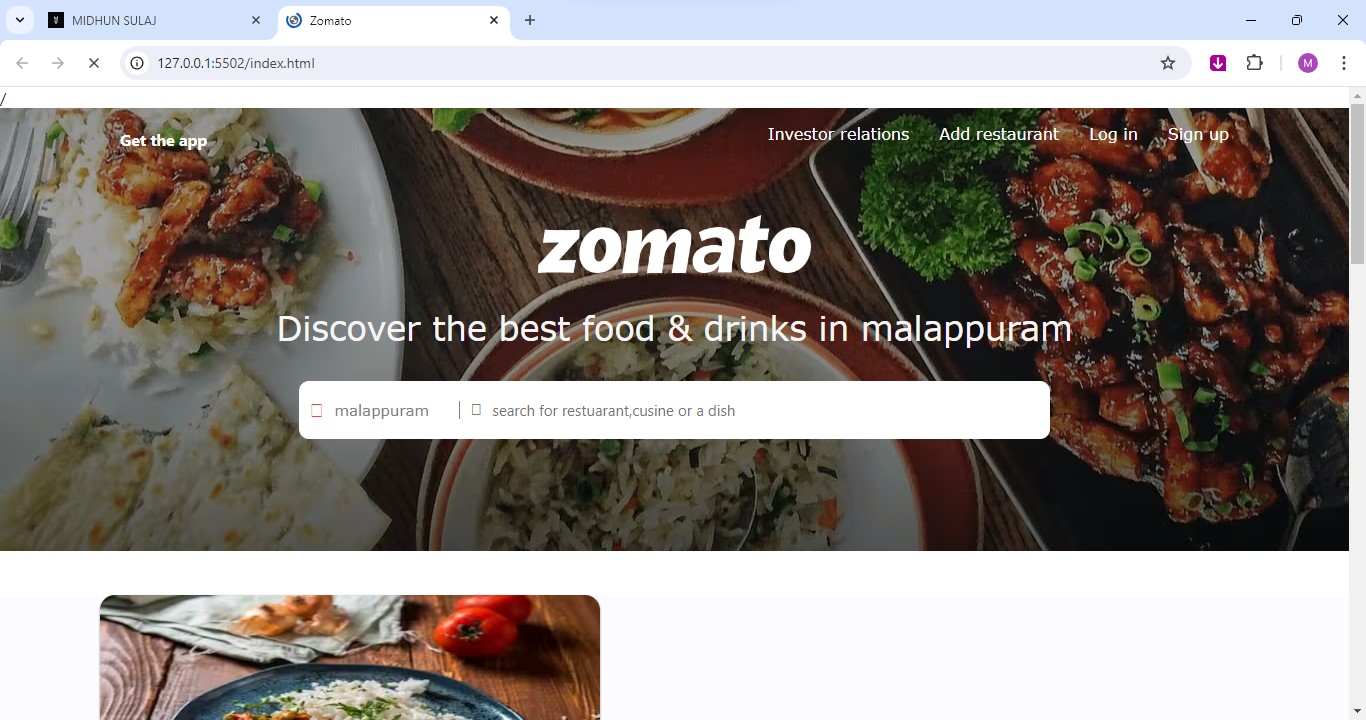 MIDHUN SULAJ
Zomato
127.0.0.1:5502/index.html
M
/
Get the app
Investor relations Add restaurant Log in Sign up
zomato
Discover the best food & drinks in malappuram
malappuram search for restuarant,cusine or a dish